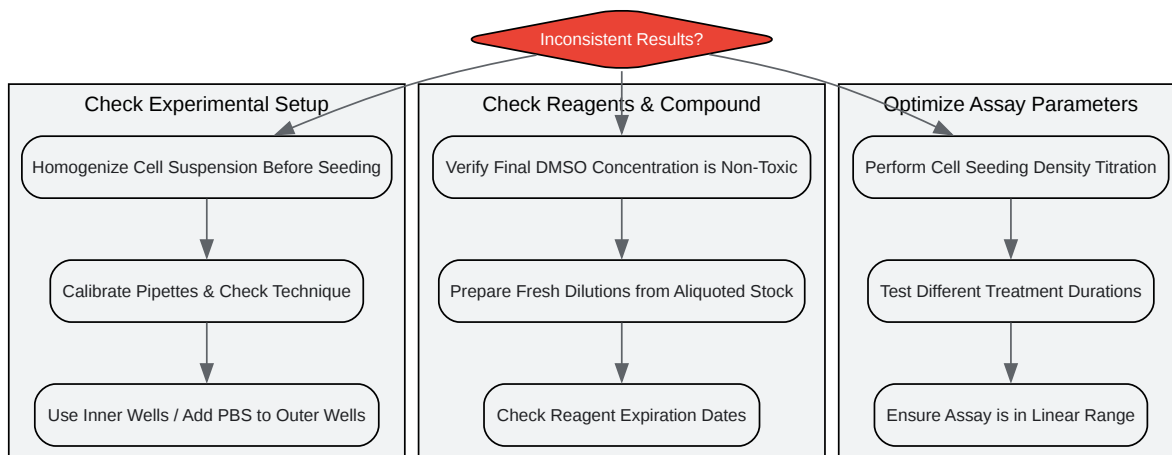 Inconsistent Results?
Check Experimental Setup
Homogenize Cell Suspension Before Seeding
Calibrate Pipettes & Check Technique
Use Inner Wells / Add PBS to Outer Wells
Check Reagents & Compound
Verify Final DMSO Concentration is Non-Toxic
Prepare Fresh Dilutions from Aliquoted Stock
Check Reagent Expiration Dates
Optimize Assay Parameters
Perform Cell Seeding Density Titration
Test Different Treatment Durations
Ensure Assay is in Linear Range